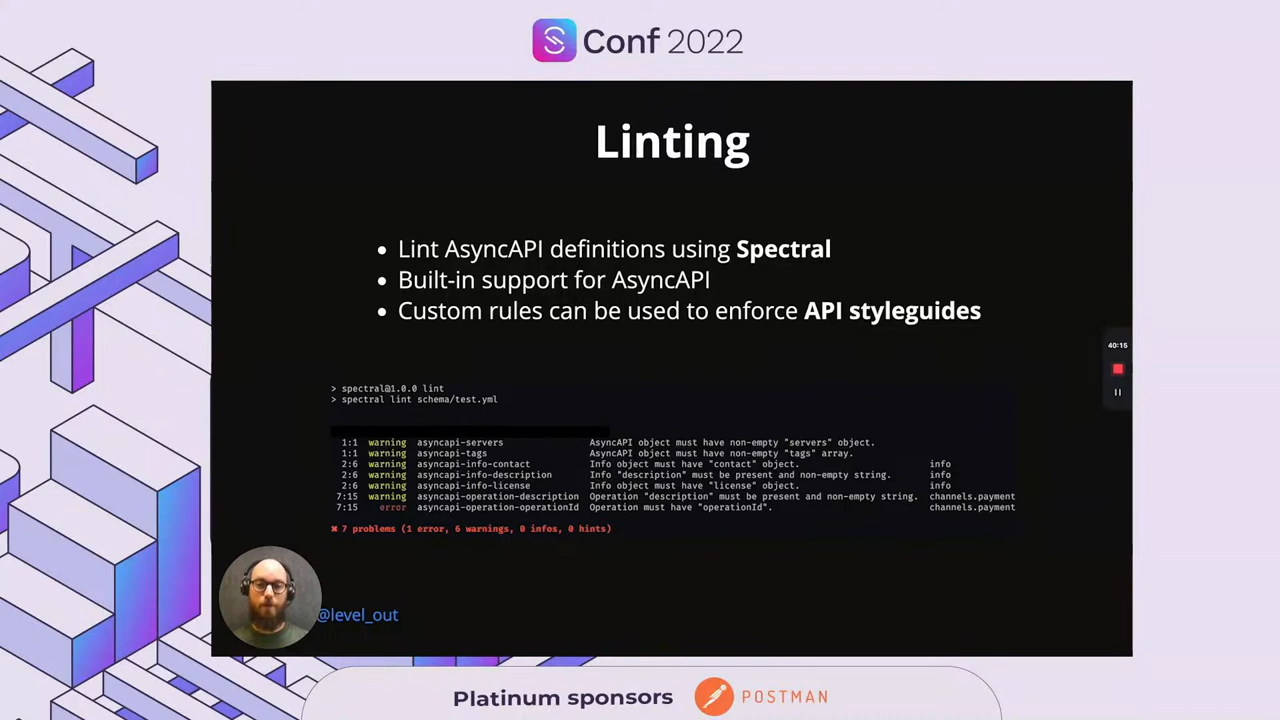 Conf 2022
Linting
• Lint AsyncAPI definitions using Spectral
• Built-in support for AsyncAPI
• Custom rules can be used to enforce API styleguides
40:15
> spectral@1.0.0 lint
> spectral lint schema/test.yml
1:1 warning asyncapi-servers AsyncAPI object must have non-empty "servers" object.
1:1 warning asyncapi-tags AsyncAPI object must have non-empty "tags" array.
2:6 warning asyncapi-info-contact Info object must have "contact" object. info
2:6 warning asyncapi-info-description Info "description" must be present and non-empty string. info
2:6 warning asyncapi-info-license Info object must have "license" object. info
7:15 warning asyncapi-operation-description Operation "description" must be present and non-empty string. channels.payment
7:15 error asyncapi-operation-operationId Operation must have "operationId". channels.payment
✖ 7 problems (1 error, 6 warnings, 0 infos, 0 hints)
@level_out
Platinum sponsors POSTMAN